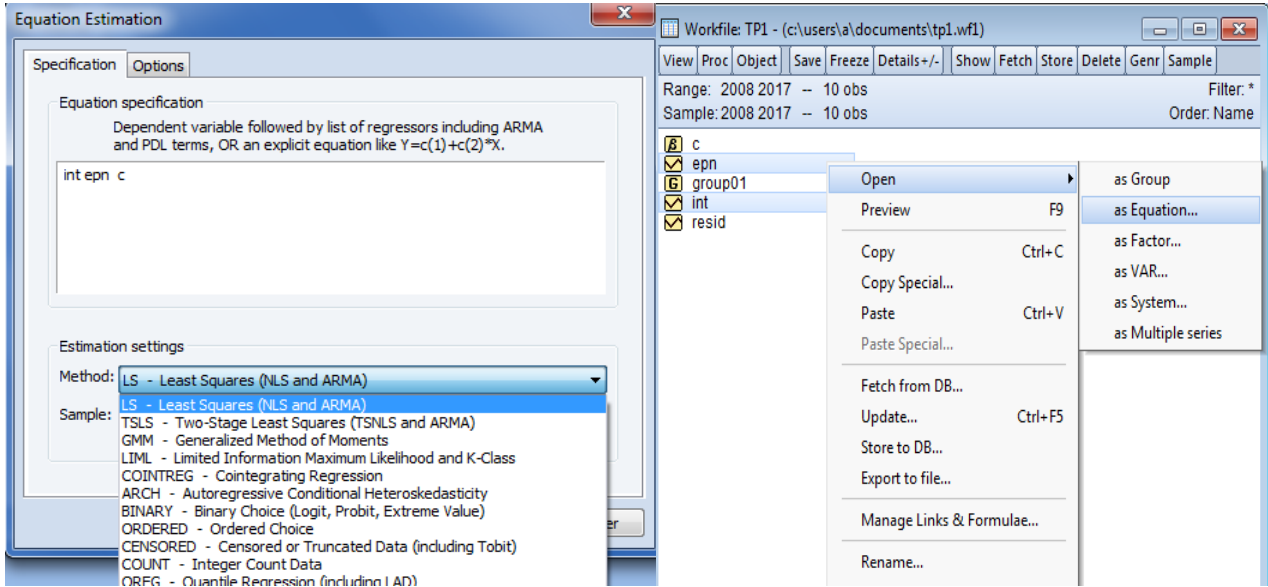 Equation Estimation
Specification Options
Equation specification
Dependent variable followed by list of regressors including ARMA
and PDL terms, OR an explicit equation like Y=c(1)+c(2)*X.
int epn c
Estimation settings
Method: LS - Least Squares (NLS and ARMA)
Sample:
LS - Least Squares (NLS and ARMA)
TSLS - Two-Stage Least Squares (TSNLS and ARMA)
GMM - Generalized Method of Moments
LIML - Limited Information Maximum Likelihood and K-Class
COINTREG - Cointegrating Regression
ARCH - Autoregressive Conditional Heteroskedasticity
BINARY - Binary Choice (Logit, Probit, Extreme Value)
ORDERED - Ordered Choice
CENSORED - Censored or Truncated Data (including Tobit)
COUNT - Integer Count Data
QREG - Quantile Regression (including LAD)
Workfile: TP1 - (c:\users\a\documents\tp1.wf1)
View Proc Object Save Freeze Details+/- Show Fetch Store Delete Genr Sample
Range: 2008 2017 -- 10 obs Filter: *
Sample: 2008 2017 -- 10 obs Order: Name
β c
epn
G group01
int
resid
Open
Preview F9
Copy Ctrl+C
Copy Special...
Paste Ctrl+V
Paste Special...
Fetch from DB...
Update... Ctrl+F5
Store to DB...
Export to file...
Manage Links & Formulae...
Rename...
as Group
as Equation...
as Factor...
as VAR...
as System...
as Multiple series